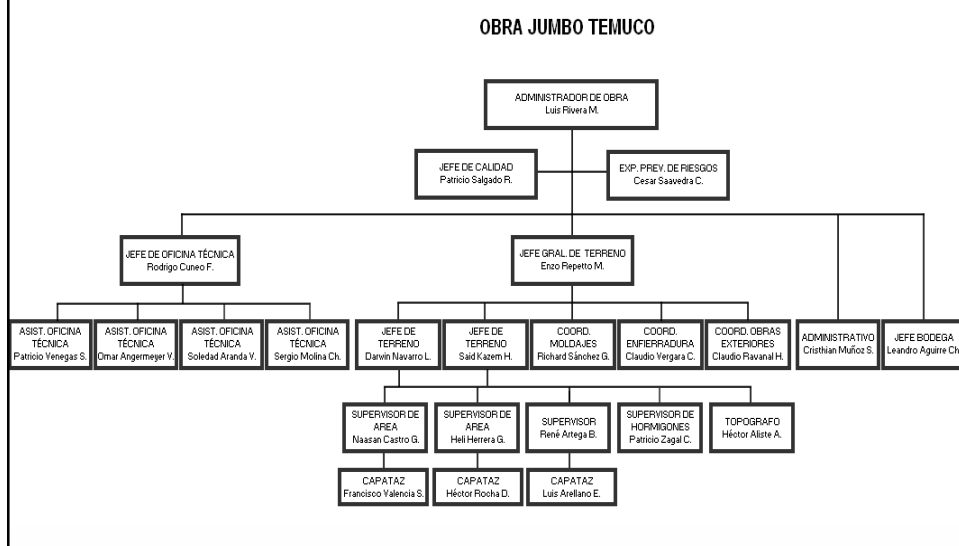 OBRA JUMBO TEMUCO
ADMINISTRADOR DE OBRA
Luis Rivera M.
JEFE DE CALIDAD
Patricio Salgado R.
EXP. PREV. DE RIESGOS
Cesar Saavedra C.
JEFE DE OFICINA TÉCNICA
Rodrigo Cuneo F.
JEFE GRAL. DE TERRENO
Enzo Repetto M.
ASIST. OFICINA
TÉCNICA
Patricio Venegas S.
ASIST. OFICINA
TÉCNICA
Omar Angermeyer V.
ASIST. OFICINA
TÉCNICA
Soledad Aranda V.
ASIST. OFICINA
TÉCNICA
Sergio Molina Ch.
JEFE DE
TERRENO
Darwin Navarro L.
JEFE DE
TERRENO
Said Kazem H.
COORD.
MOLDAJES
Richard Sánchez G.
COORD.
ENFIERRADURA
Claudio Vergara C.
COORD. OBRAS
EXTERIORES
Claudio Ravanal H.
ADMINISTRATIVO
Cristhian Muñoz S.
JEFE BODEGA
Leandro Aguirre Ch
SUPERVISOR DE
AREA
Naasan Castro G.
SUPERVISOR DE
AREA
Heli Herrera G.
SUPERVISOR
René Artega B.
SUPERVISOR DE
HORMIGONES
Patricio Zagal C.
TOPOGRAFO
Héctor Aliste A.
CAPATAZ
Francisco Valencia S.
CAPATAZ
Héctor Rocha D.
CAPATAZ
Luis Arellano E.